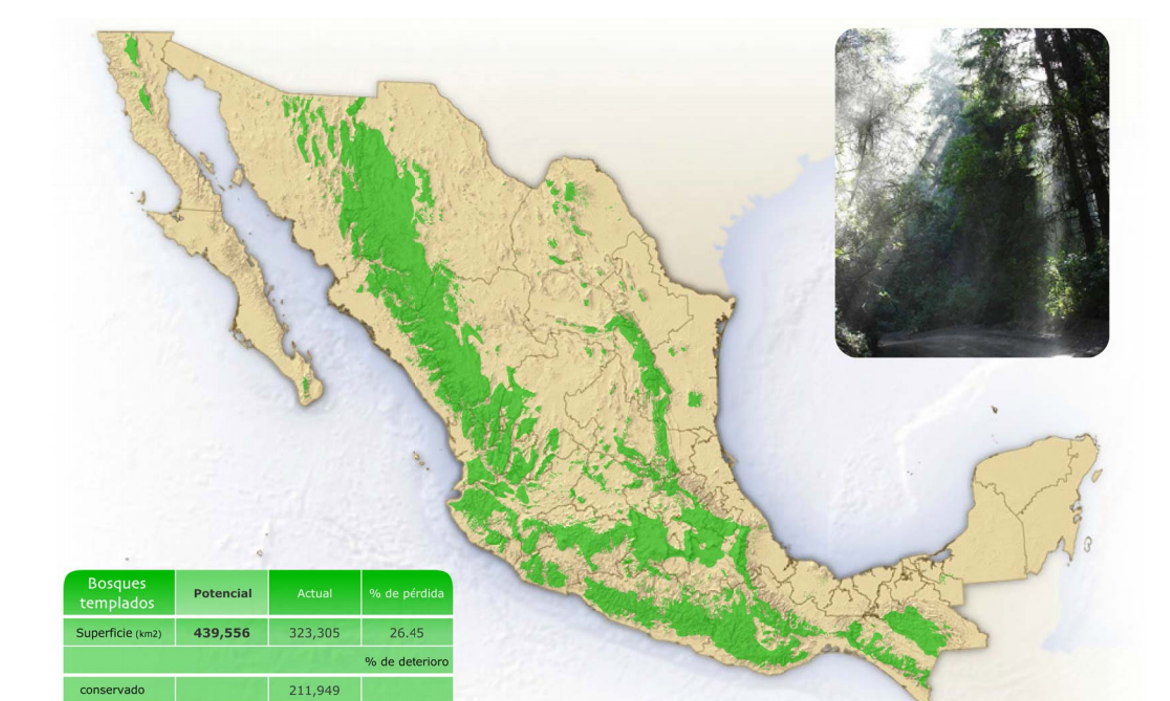 Bosques templados Potencial Actual % de pérdida
Superficie (km2) 439,556 323,305 26.45
% de deterioro
conservado 211,949